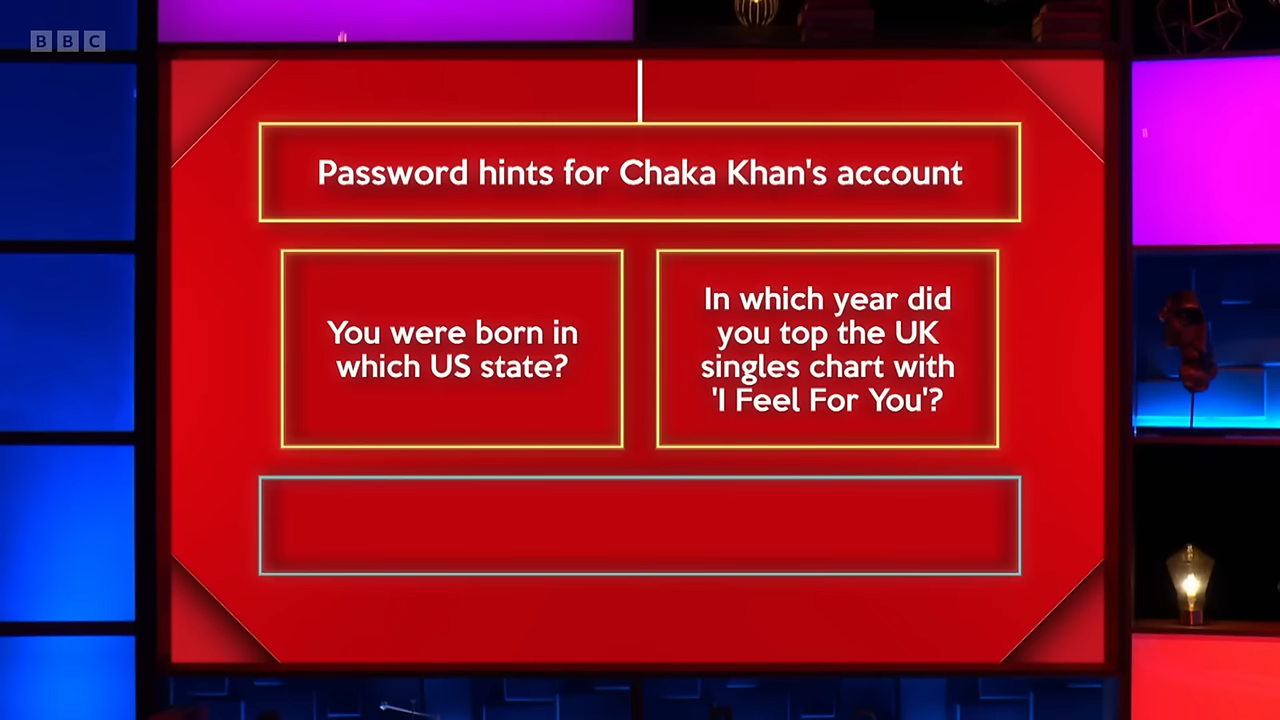 BBC
Password hints for Chaka Khan's account
You were born in
which US state?
In which year did
you top the UK
singles chart with
'I Feel For You'?